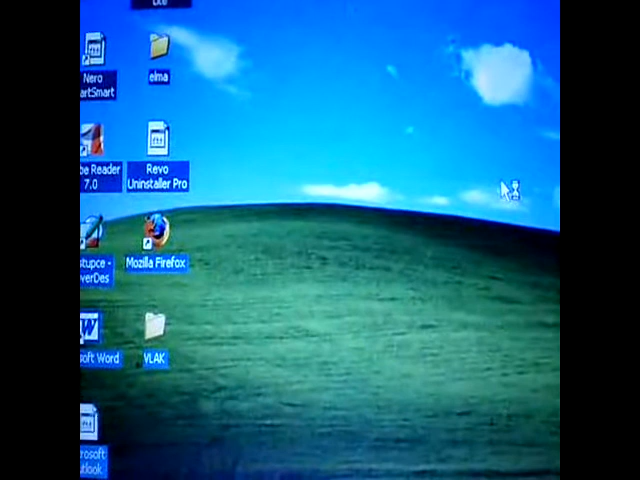 Lite
elma
Nero
artSmart
be Reader
7.0
Revo
Uninstaller Pro
stupce -
verDes
Mozilla Firefox
soft Word
VLAK
rosoft
utlook